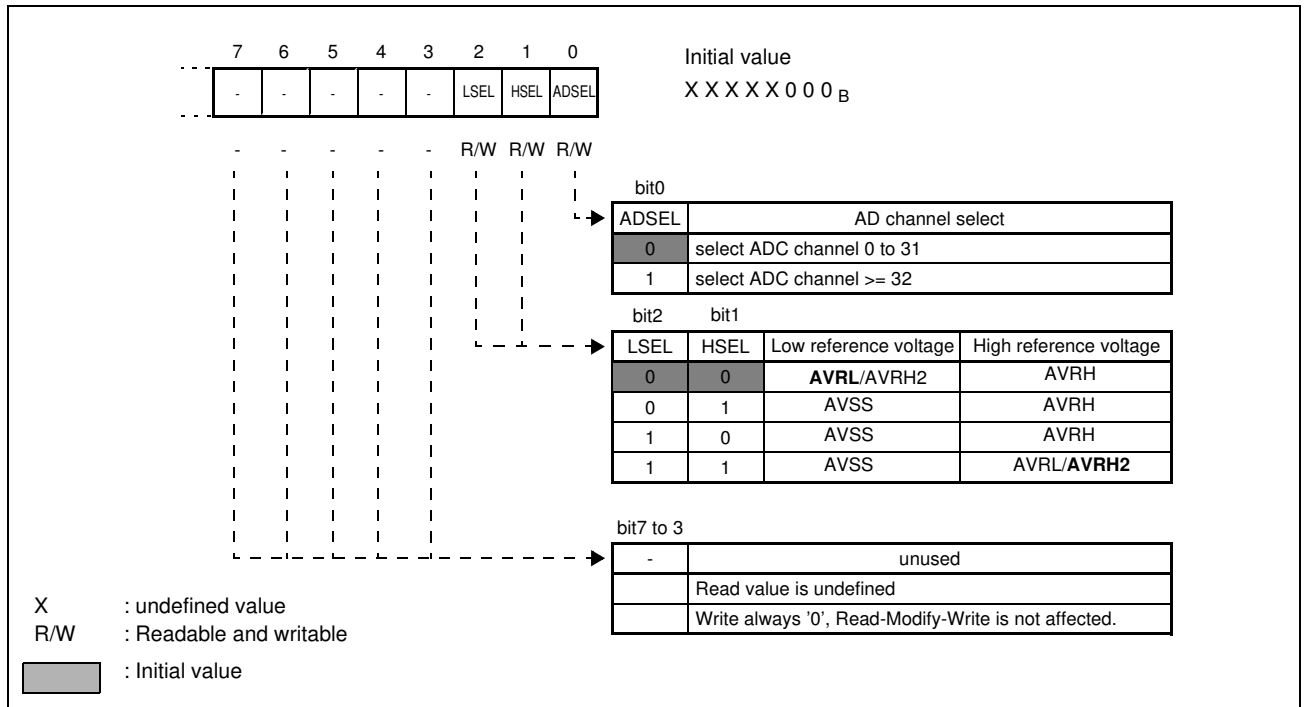 7 6 5 4 3 2 1 0
Initial value
- - - - - LSEL HSEL ADSEL
X X X X X 0 0 0 B
- - - - - R/W R/W R/W
bit0
ADSEL AD channel select
0 select ADC channel 0 to 31
1 select ADC channel >= 32
bit2 bit1
LSEL HSEL Low reference voltage High reference voltage
0 0 AVRL/AVRH2 AVRH
0 1 AVSS AVRH
1 0 AVSS AVRH
1 1 AVSS AVRL/AVRH2
bit7 to 3
- unused
Read value is undefined
Write always '0', Read-Modify-Write is not affected.
X : undefined value
R/W : Readable and writable
: Initial value